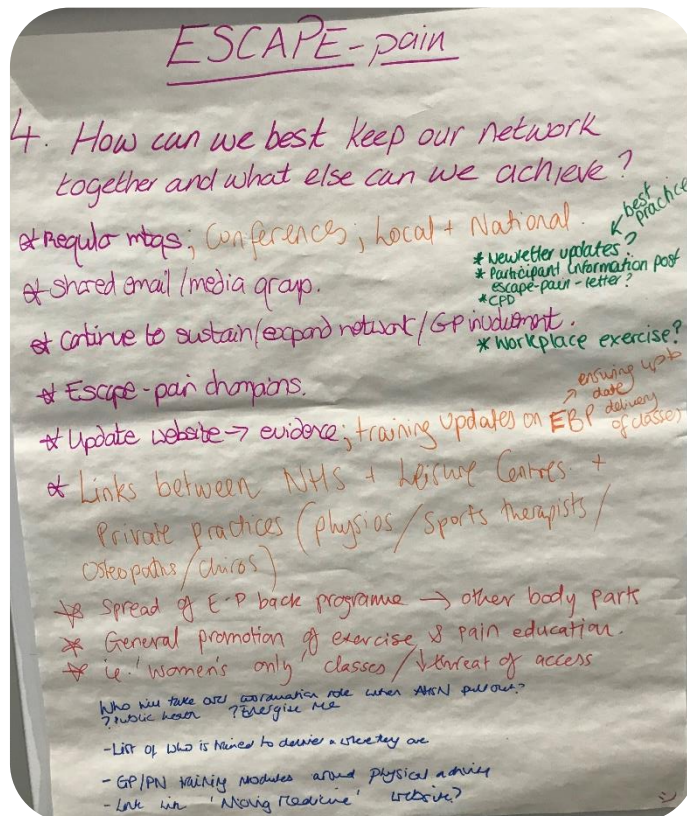 ESCAPE-pain
4. How can we best keep our network
together and what else can we achieve?
* Regular mtgs; Conferences; Local + National.
best practice
* Newsletter updates?
* Participant information post
escape-pain-letter?
* CPD
* Shared email/media group.
* Continue to sustain/expand network/GP involvement.
* Workplace exercise?
* Escape-pain champions.
* Update website → evidence; training updates on EBP
→ ensuring up to
date
delivery
of classes
* Links between NHS + Leisure Centres +
Private practices (physios/sports therapists/
Osteopaths/chiros)
* Spread of E-P back programme → other body parts
* General promotion of exercise & pain education.
* ie. 'women's only' classes/↓threat of access
Who will take over coordination role when AHSN pull out?
? Public health ?Energise Me
- List of who is trained to deliver & where they are
- GP/PN training modules around physical activity
- Link with 'Moving Medicine' website?